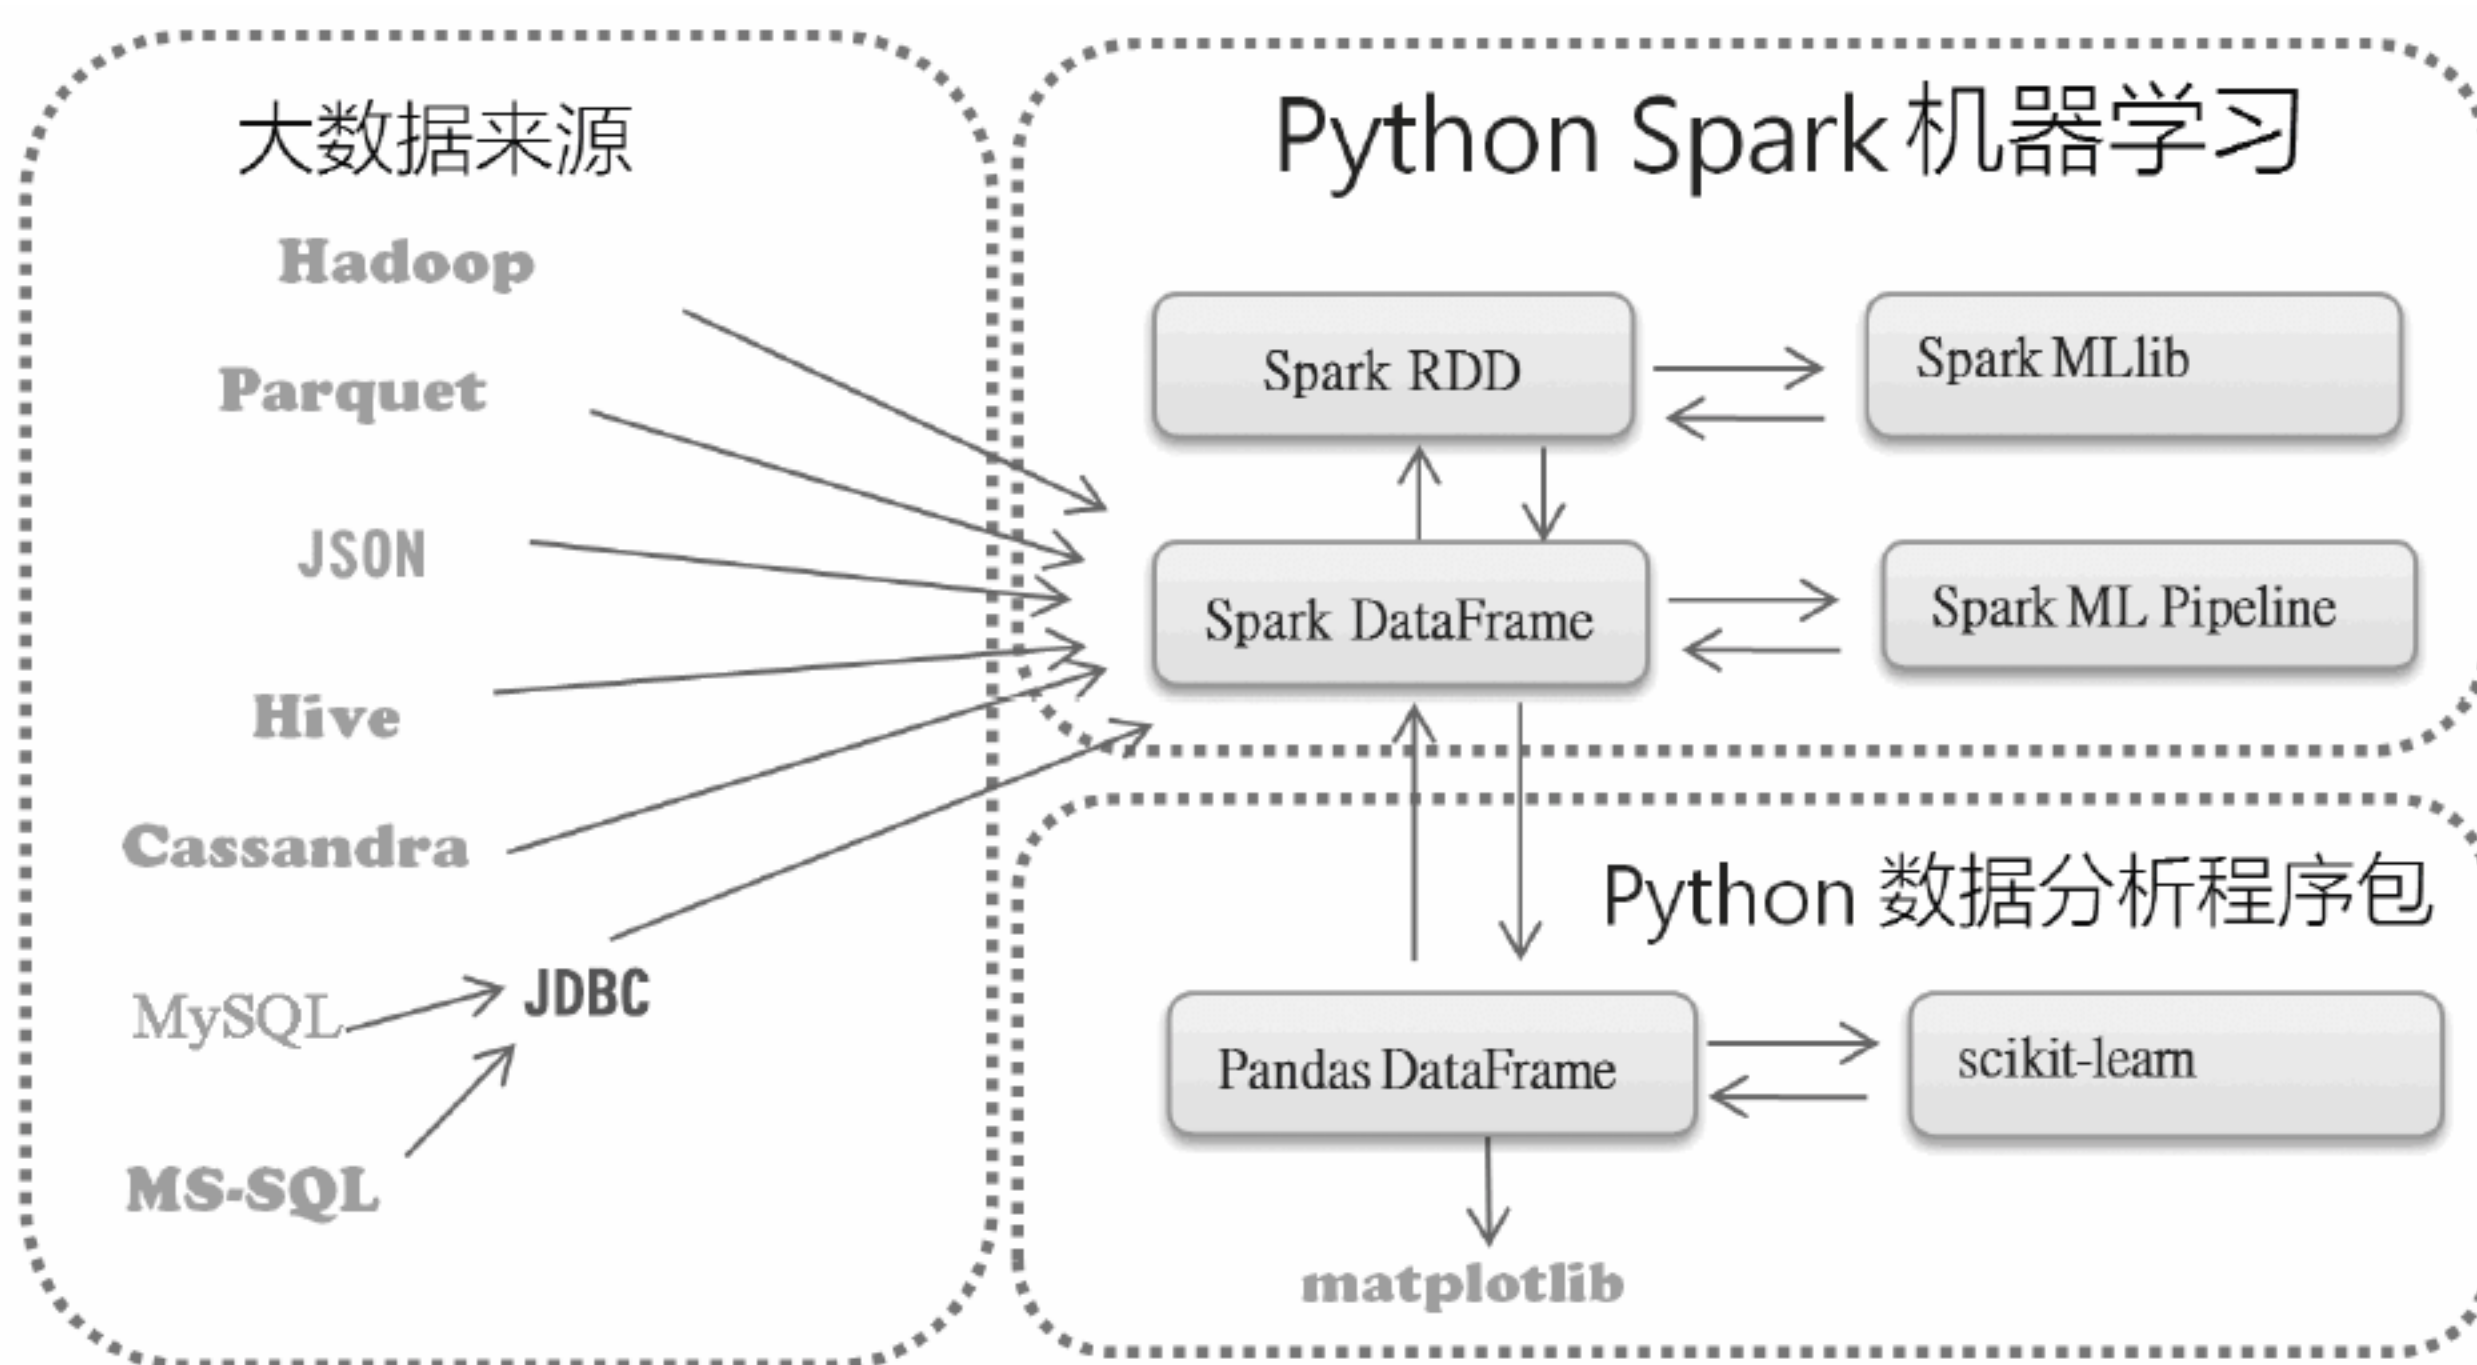 大数据来源
Hadoop
Parquet
JSON
Hive
Cassandra
MySQL
JDBC
MS-SQL
Python Spark 机器学习
Spark RDD
Spark MLlib
Spark DataFrame
Spark ML Pipeline
Python 数据分析程序包
Pandas DataFrame
scikit-learn
matplotlib